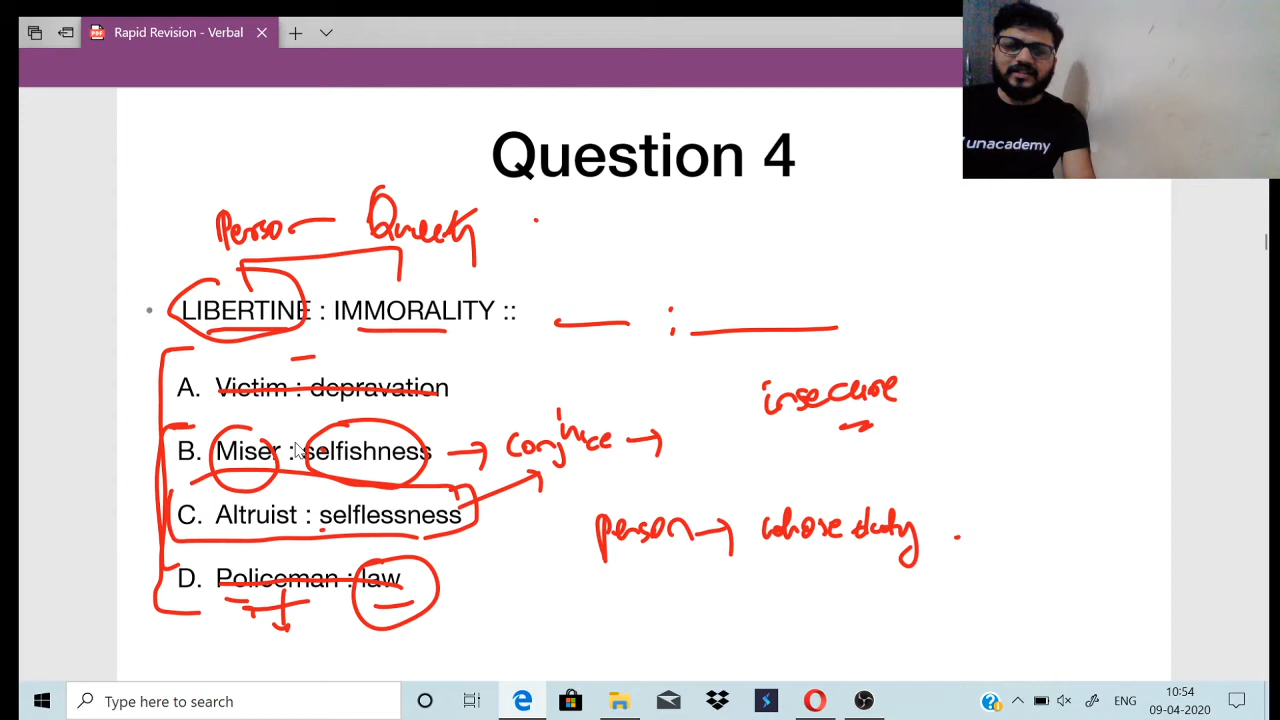 Rapid Revision - Verbal
unacademy
Question 4
Person Quality
LIBERTINE : IMMORALITY ::
:
A. Victim : depravation
insecure
B. Miser : selfishness
convince
C. Altruist : selflessness
person → whose duty
D. Policeman : law
Type here to search
ENG
10:54
09-04-2020